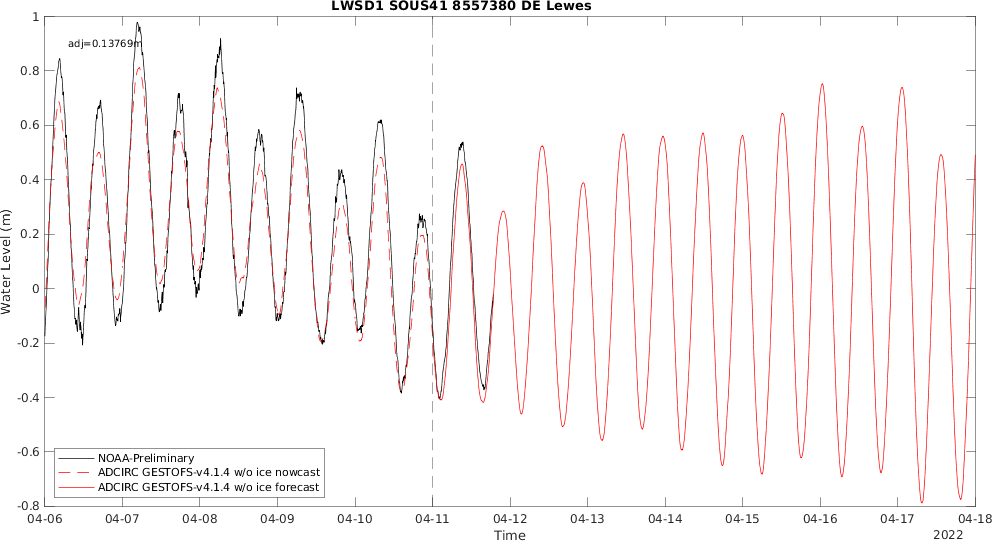 LWSD1 SOUS41 8557380 DE Lewes
adj=0.13769m
Water Level (m)
1
0.8
0.6
0.4
0.2
0
-0.2
-0.4
-0.6
-0.8
NOAA-Preliminary
ADCIRC GESTOFS-v4.1.4 w/o ice nowcast
ADCIRC GESTOFS-v4.1.4 w/o ice forecast
04-06 04-07 04-08 04-09 04-10 04-11 04-12 04-13 04-14 04-15 04-16 04-17 04-18
Time
2022